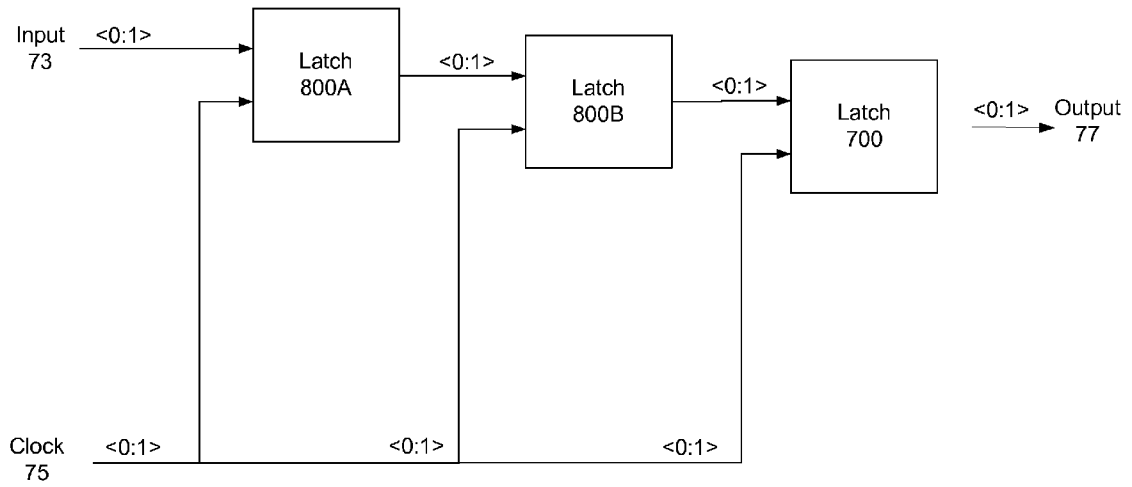 Input
73
<0:1>
Latch
800A
<0:1>
Latch
800B
<0:1>
Latch
700
<0:1>
Output
77
Clock
75
<0:1>
<0:1>
<0:1>